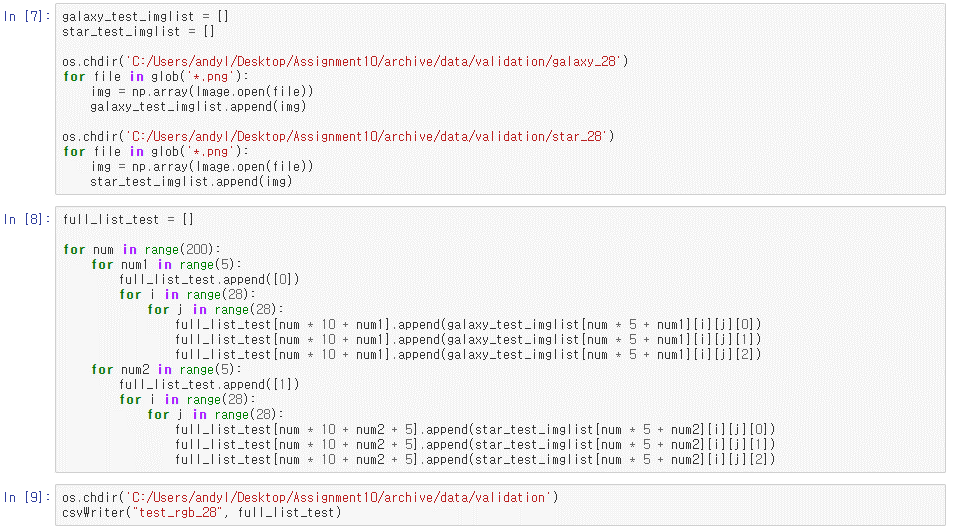 In [7]: galaxy_test_imglist = []
star_test_imglist = []

os.chdir('C:/Users/andyl/Desktop/Assignment10/archive/data/validation/galaxy_28')
for file in glob('*.png'):
    img = np.array(Image.open(file))
    galaxy_test_imglist.append(img)

os.chdir('C:/Users/andyl/Desktop/Assignment10/archive/data/validation/star_28')
for file in glob('*.png'):
    img = np.array(Image.open(file))
    star_test_imglist.append(img)
In [8]: full_list_test = []

for num in range(200):
    for num1 in range(5):
        full_list_test.append([0])
        for i in range(28):
            for j in range(28):
                full_list_test[num * 10 + num1].append(galaxy_test_imglist[num * 5 + num1][i][j][0])
                full_list_test[num * 10 + num1].append(galaxy_test_imglist[num * 5 + num1][i][j][1])
                full_list_test[num * 10 + num1].append(galaxy_test_imglist[num * 5 + num1][i][j][2])
    for num2 in range(5):
        full_list_test.append([1])
        for i in range(28):
            for j in range(28):
                full_list_test[num * 10 + num2 + 5].append(star_test_imglist[num * 5 + num2][i][j][0])
                full_list_test[num * 10 + num2 + 5].append(star_test_imglist[num * 5 + num2][i][j][1])
                full_list_test[num * 10 + num2 + 5].append(star_test_imglist[num * 5 + num2][i][j][2])
In [9]: os.chdir('C:/Users/andyl/Desktop/Assignment10/archive/data/validation')
csvWriter("test_rgb_28", full_list_test)